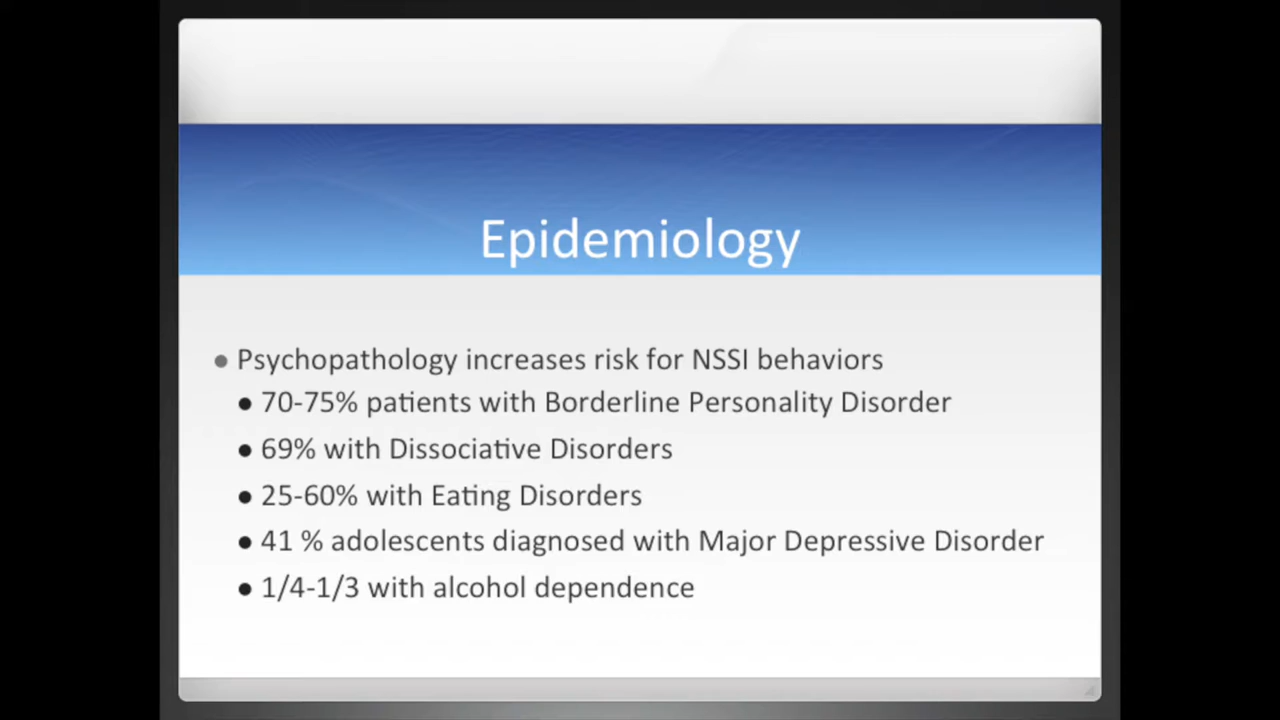 Epidemiology
● Psychopathology increases risk for NSSI behaviors
● 70-75% patients with Borderline Personality Disorder
● 69% with Dissociative Disorders
● 25-60% with Eating Disorders
● 41 % adolescents diagnosed with Major Depressive Disorder
● 1/4-1/3 with alcohol dependence